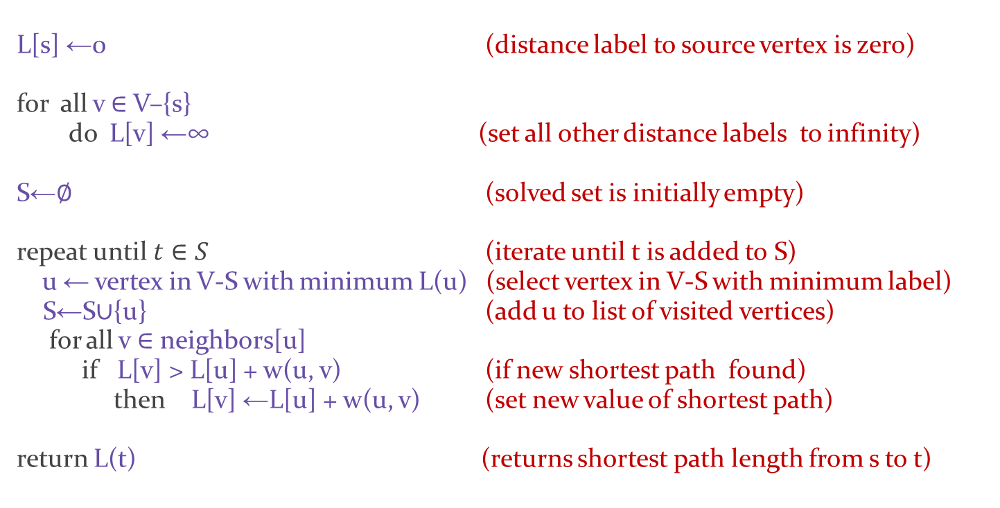 L[s] ←o (distance label to source vertex is zero)
for all v ∈ V–{s}
do L[v] ←∞ (set all other distance labels to infinity)
S←∅ (solved set is initially empty)
repeat until t ∈ S (iterate until t is added to S)
u ← vertex in V-S with minimum L(u) (select vertex in V-S with minimum label)
S←S∪{u} (add u to list of visited vertices)
for all v ∈ neighbors[u]
if L[v] > L[u] + w(u, v) (if new shortest path found)
then L[v] ←L[u] + w(u, v) (set new value of shortest path)
return L(t) (returns shortest path length from s to t)